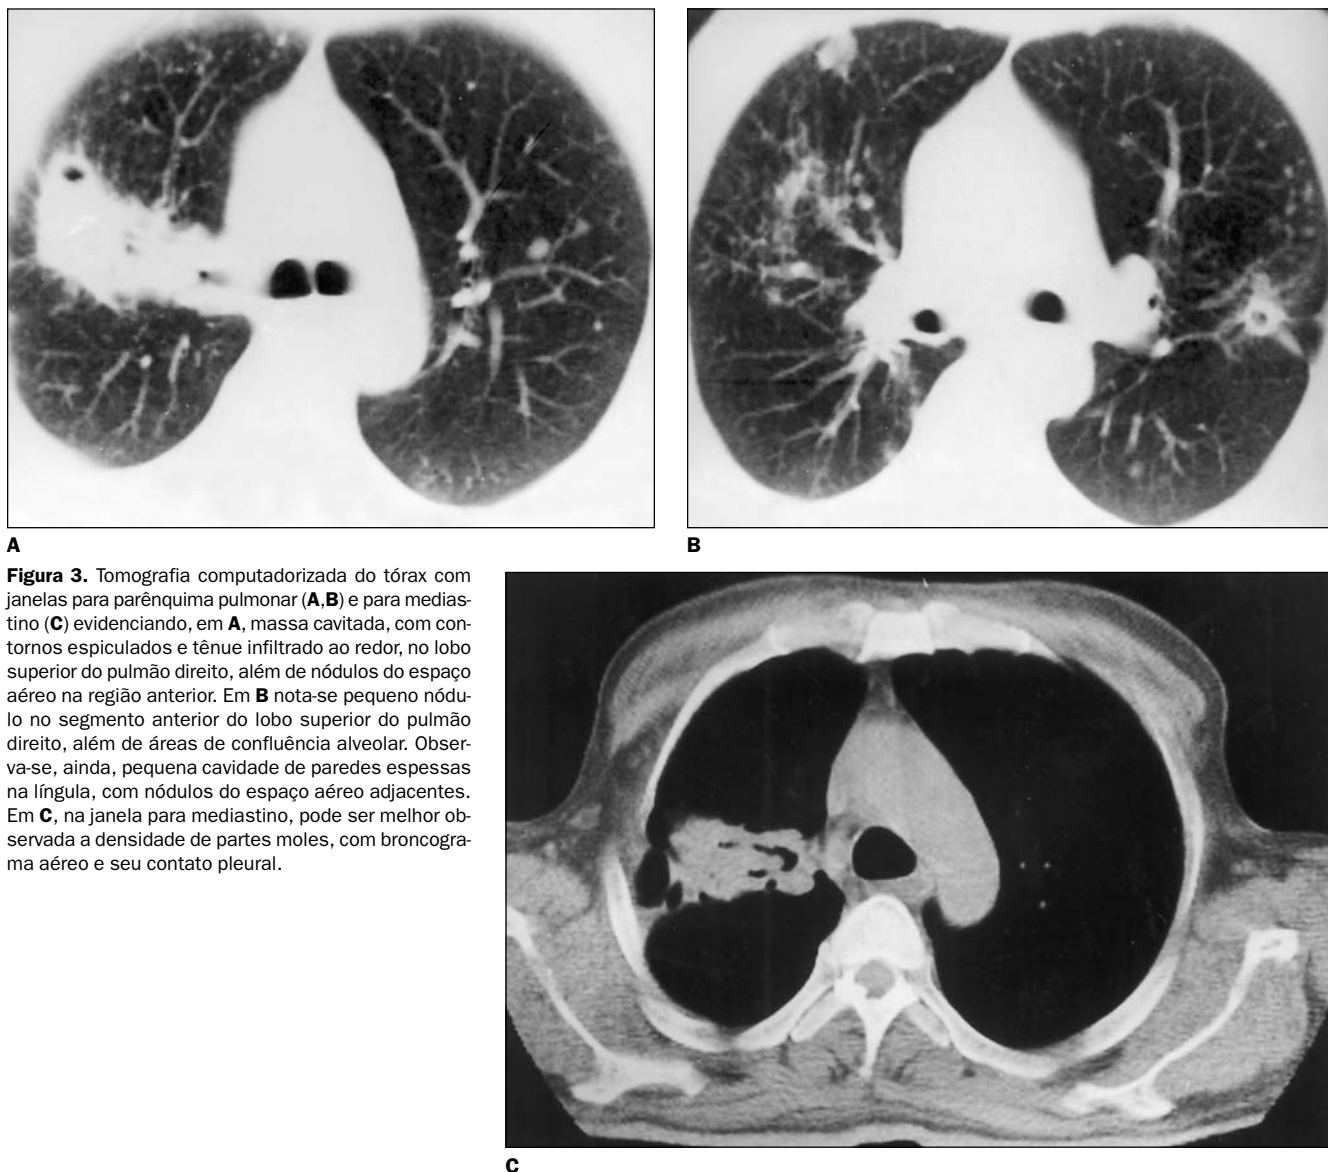 A
B
Figura 3. Tomografia computadorizada do tórax com
janelas para parênquima pulmonar (A,B) e para medias-
tino (C) evidenciando, em A, massa cavitada, com con-
tornos espiculados e tênue infiltrado ao redor, no lobo
superior do pulmão direito, além de nódulos do espaço
aéreo na região anterior. Em B nota-se pequeno nódu-
lo no segmento anterior do lobo superior do pulmão
direito, além de áreas de confluência alveolar. Obser-
va-se, ainda, pequena cavidade de paredes espessas
na língula, com nódulos do espaço aéreo adjacentes.
Em C, na janela para mediastino, pode ser melhor ob-
servada a densidade de partes moles, com broncogra-
ma aéreo e seu contato pleural.
C